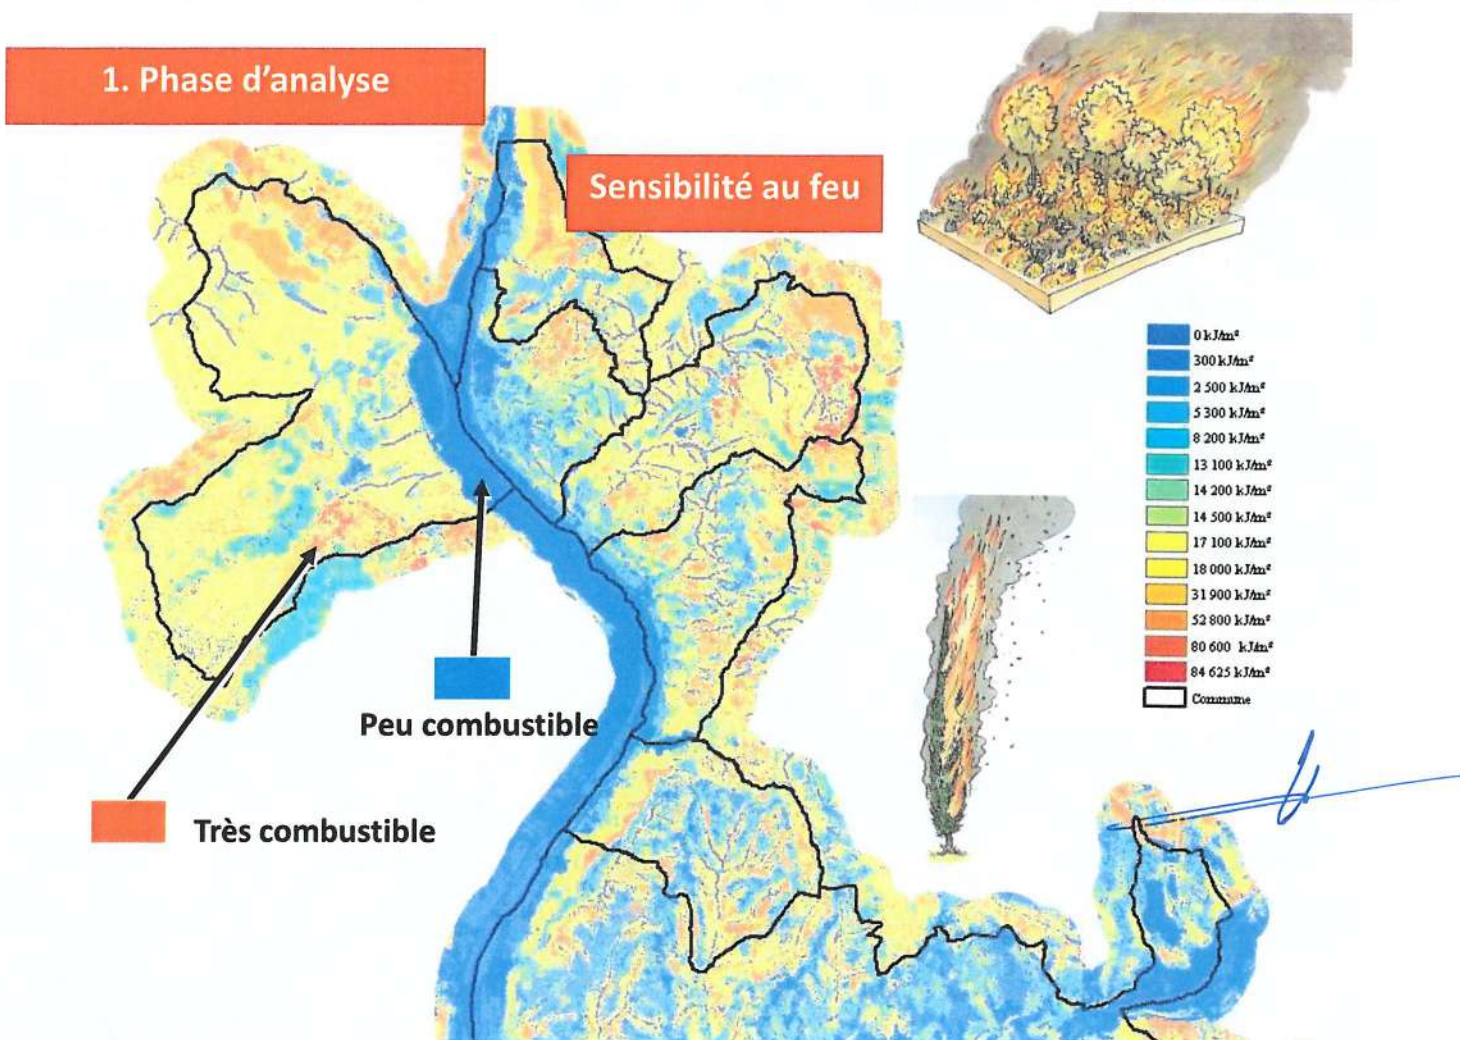 1. Phase d'analyse
Sensibilité au feu
0 kJ/m²
300 kJ/m²
2 500 kJ/m²
5 300 kJ/m²
8 200 kJ/m²
13 100 kJ/m²
14 200 kJ/m²
14 500 kJ/m²
17 100 kJ/m²
18 000 kJ/m²
31 900 kJ/m²
52 800 kJ/m²
80 600 kJ/m²
84 625 kJ/m²
Commune
Peu combustible
Très combustible